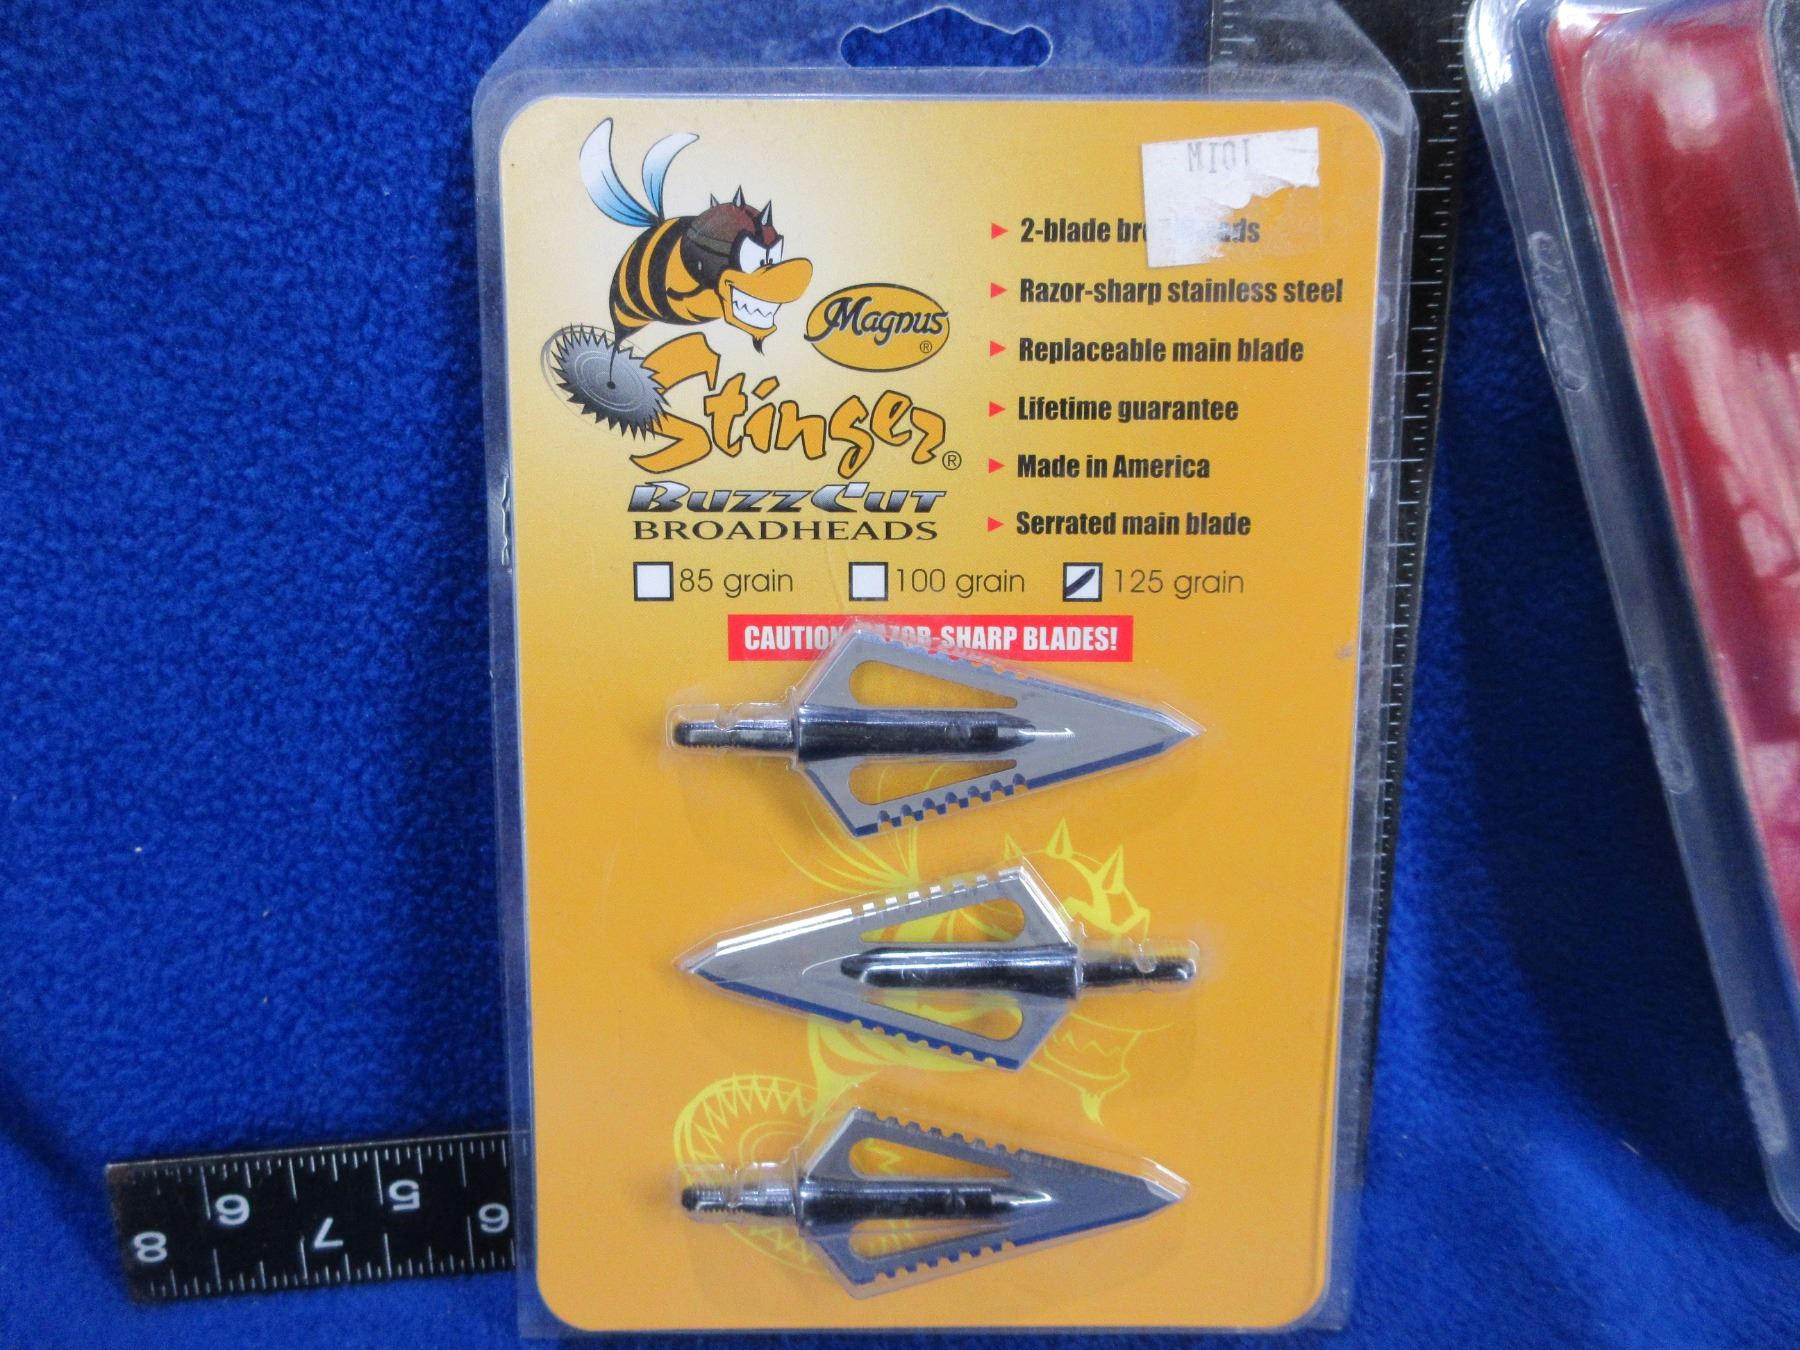 MI01
Magnus
®
Stinger®
BuzzCut
BROADHEADS
2-blade
Razor-sharp stainless steel
Replaceable main blade
Lifetime guarantee
Made in America
Serrated main blade
85 grain
100 grain
125 grain
CAUTION RAZOR-SHARP BLADES!
6 5
8 7 6